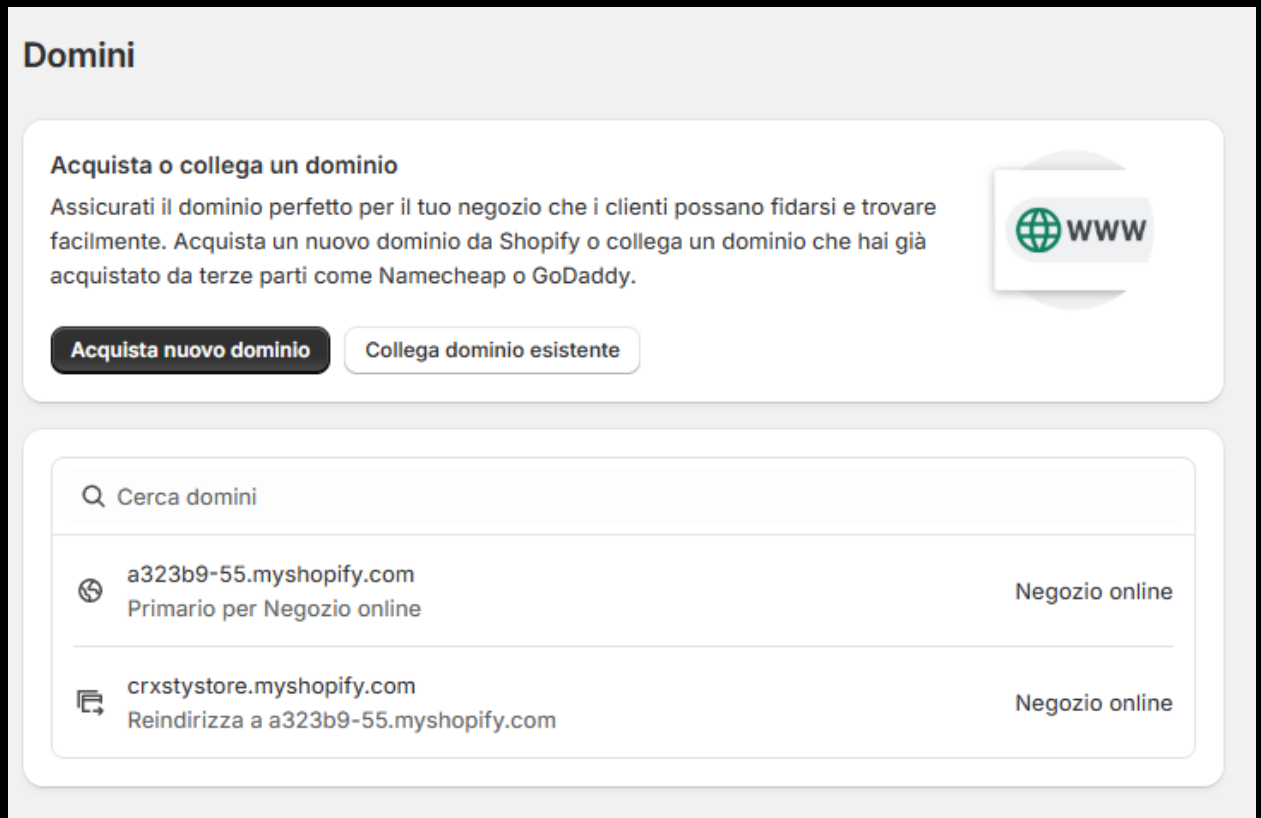 Domini
Acquista o collega un dominio
Assicurati il dominio perfetto per il tuo negozio che i clienti possano fidarsi e trovare
facilmente. Acquista un nuovo dominio da Shopify o collega un dominio che hai già
acquistato da terze parti come Namecheap o GoDaddy.
www
Acquista nuovo dominio
Collega dominio esistente
Cerca domini
a323b9-55.myshopify.com
Primario per Negozio online
Negozio online
crxstystore.myshopify.com
Reindirizza a a323b9-55.myshopify.com
Negozio online